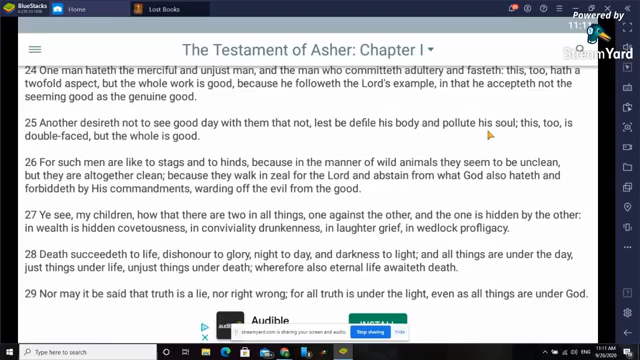 BlueStacks
Home
Lost Books
Powered by
11:11
StreamYard
The Testament of Asher: Chapter I
24 One man hateth the merciful and unjust man, and the man who committeth adultery and fasteth: this, too, hath a
twofold aspect, but the whole work is good, because he followeth the Lord's example, in that he accepteth not the
seeming good as the genuine good.
25 Another desireth not to see good day with them that not, lest be defile his body and pollute his soul; this, too, is
double-faced, but the whole is good.
26 For such men are like to stags and to hinds, because in the manner of wild animals they seem to be unclean,
but they are altogether clean; because they walk in zeal for the Lord and abstain from what God also hateth and
forbiddeth by His commandments, warding off the evil from the good.
27 Ye see, my children, how that there are two in all things, one against the other, and the one is hidden by the other:
in wealth is hidden covetousness, in conviviality drunkenness, in laughter grief, in wedlock profligacy.
28 Death succeedeth to life, dishonour to glory, night to day, and darkness to light; and all things are under the day,
just things under life, unjust things under death; wherefore also eternal life awaiteth death.
29 Nor may it be said that truth is a lie, nor right wrong; for all truth is under the light, even as all things are under God.
Audible
audible
INSTALL
streamyard.com is sharing your screen and audio.
Stop sharing
Hide
Type here to search
11:11 AM
9/26/2020